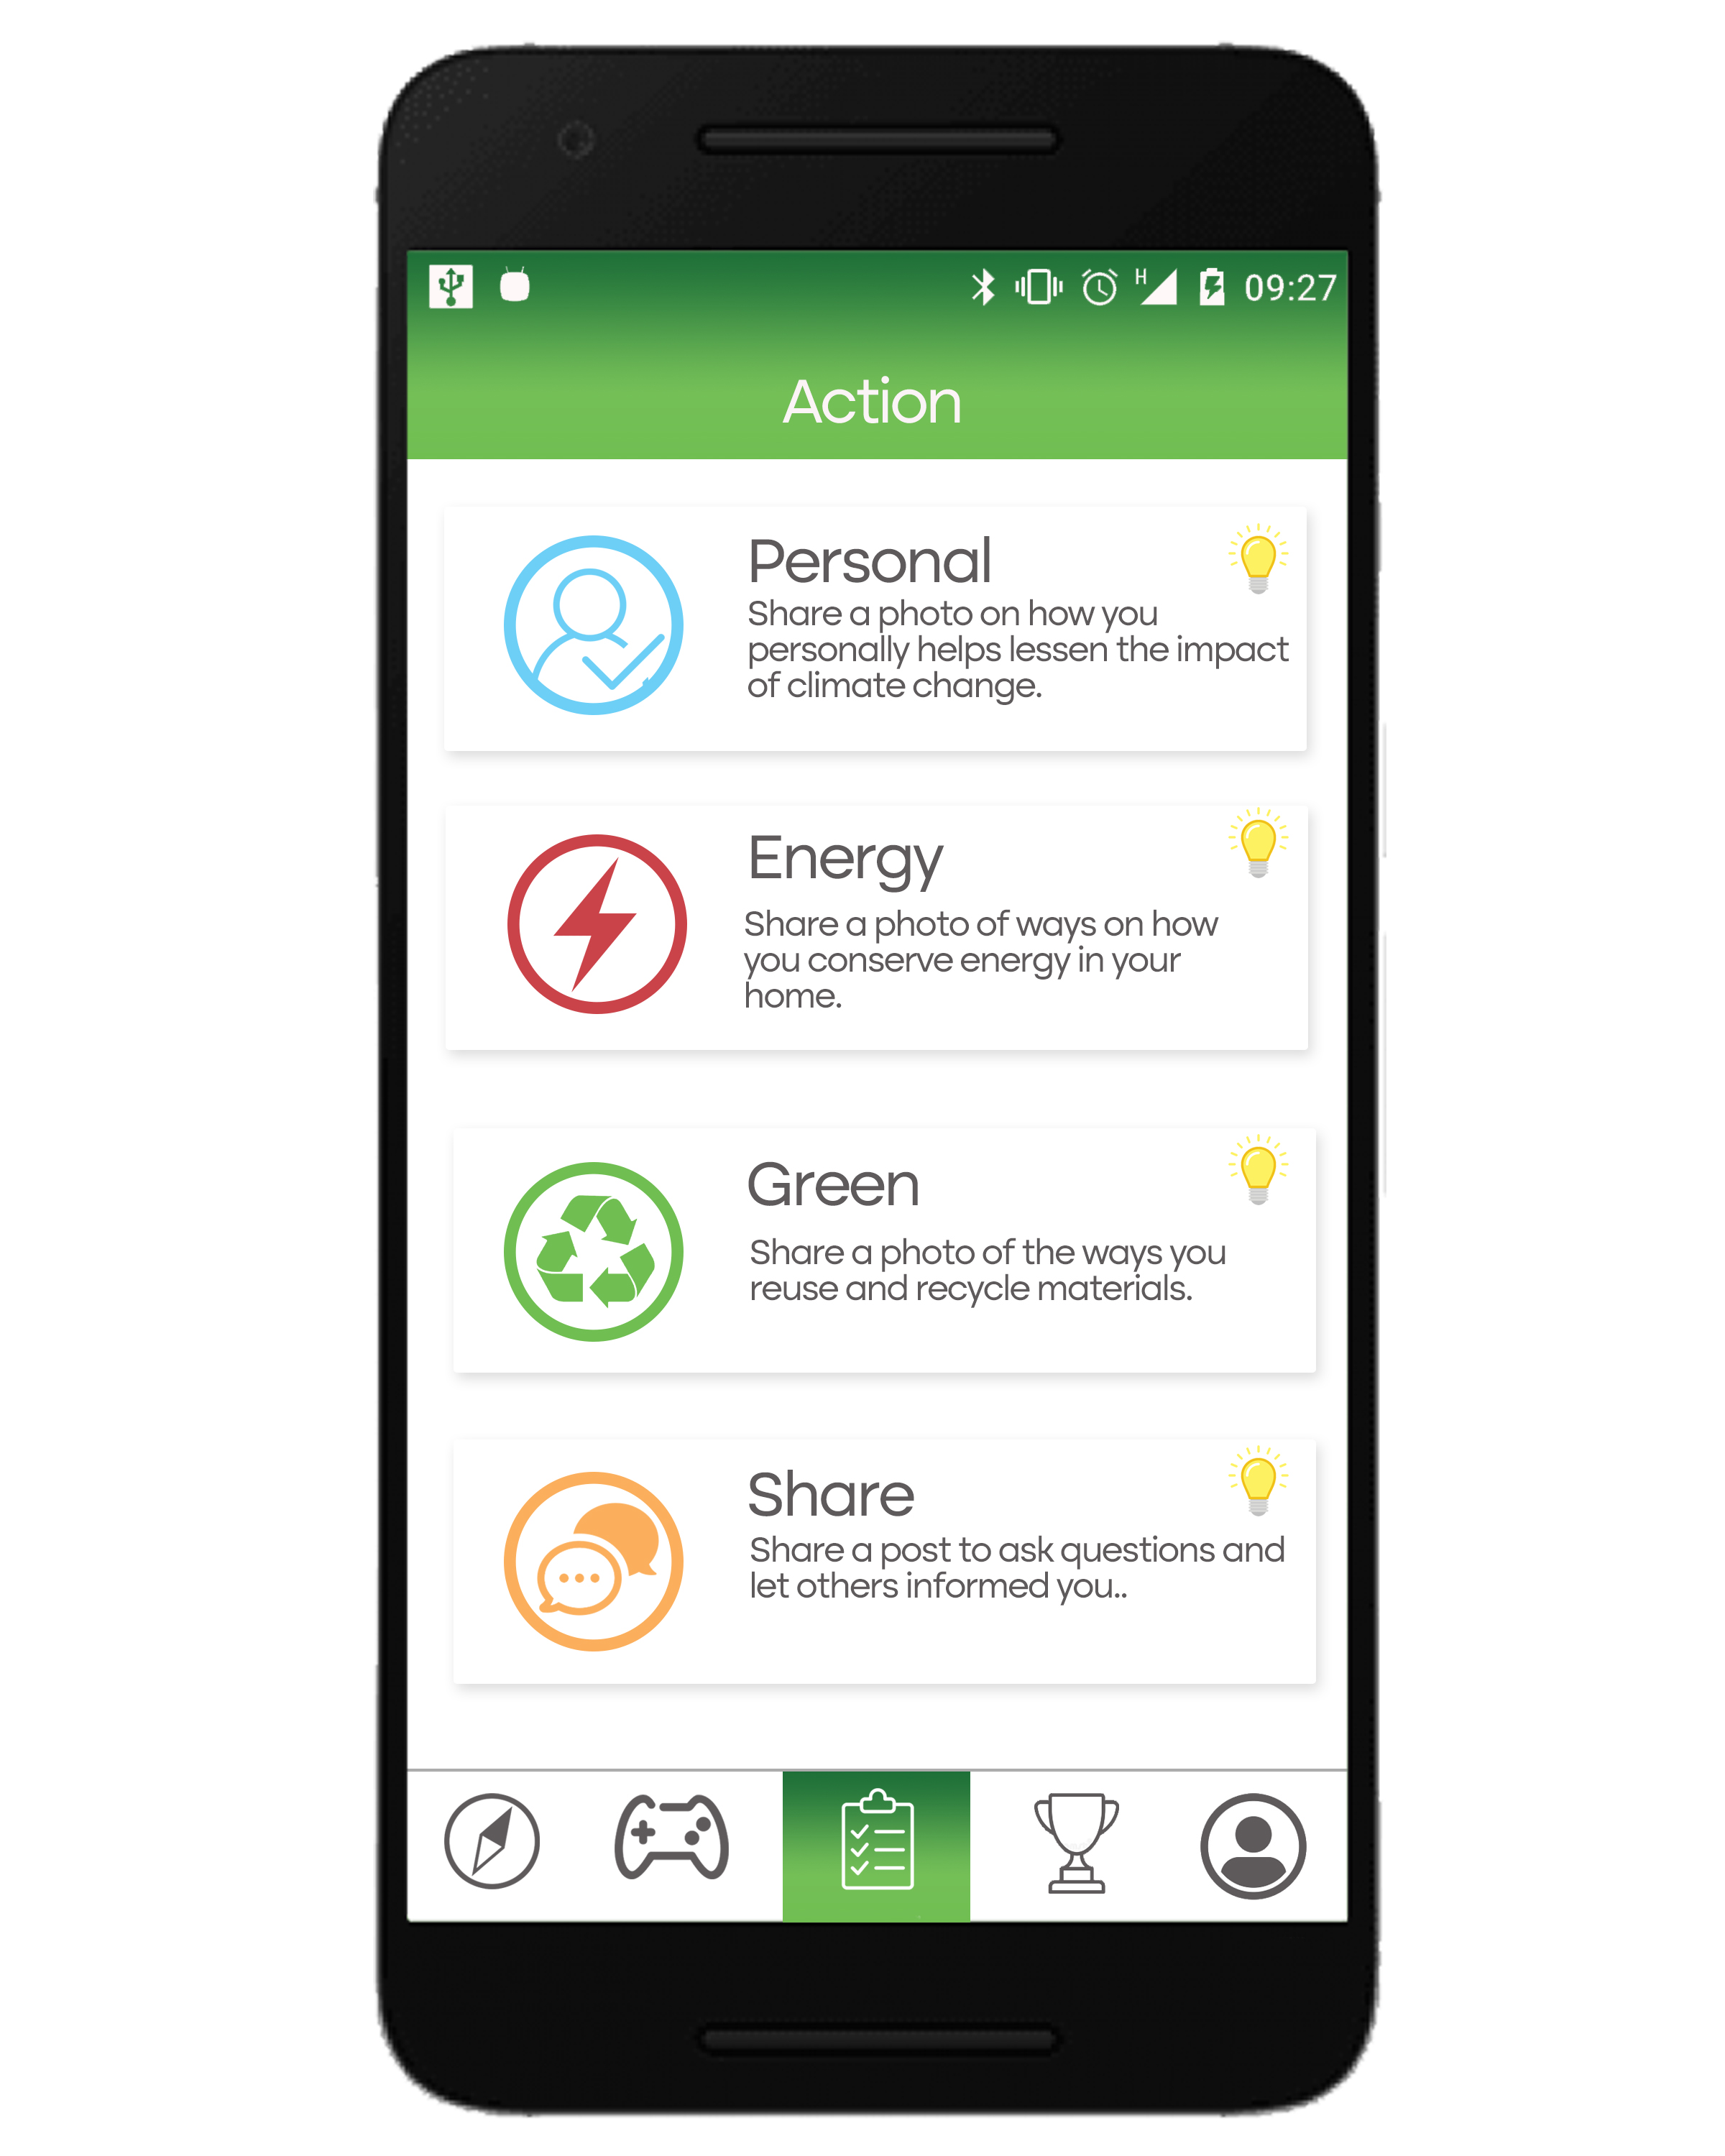 H 09:27
Action
Personal
Share a photo on how you
personally helps lessen the impact
of climate change.
Energy
Share a photo of ways on how
you conserve energy in your
home.
Green
Share a photo of the ways you
reuse and recycle materials.
Share
Share a post to ask questions and
let others informed you..